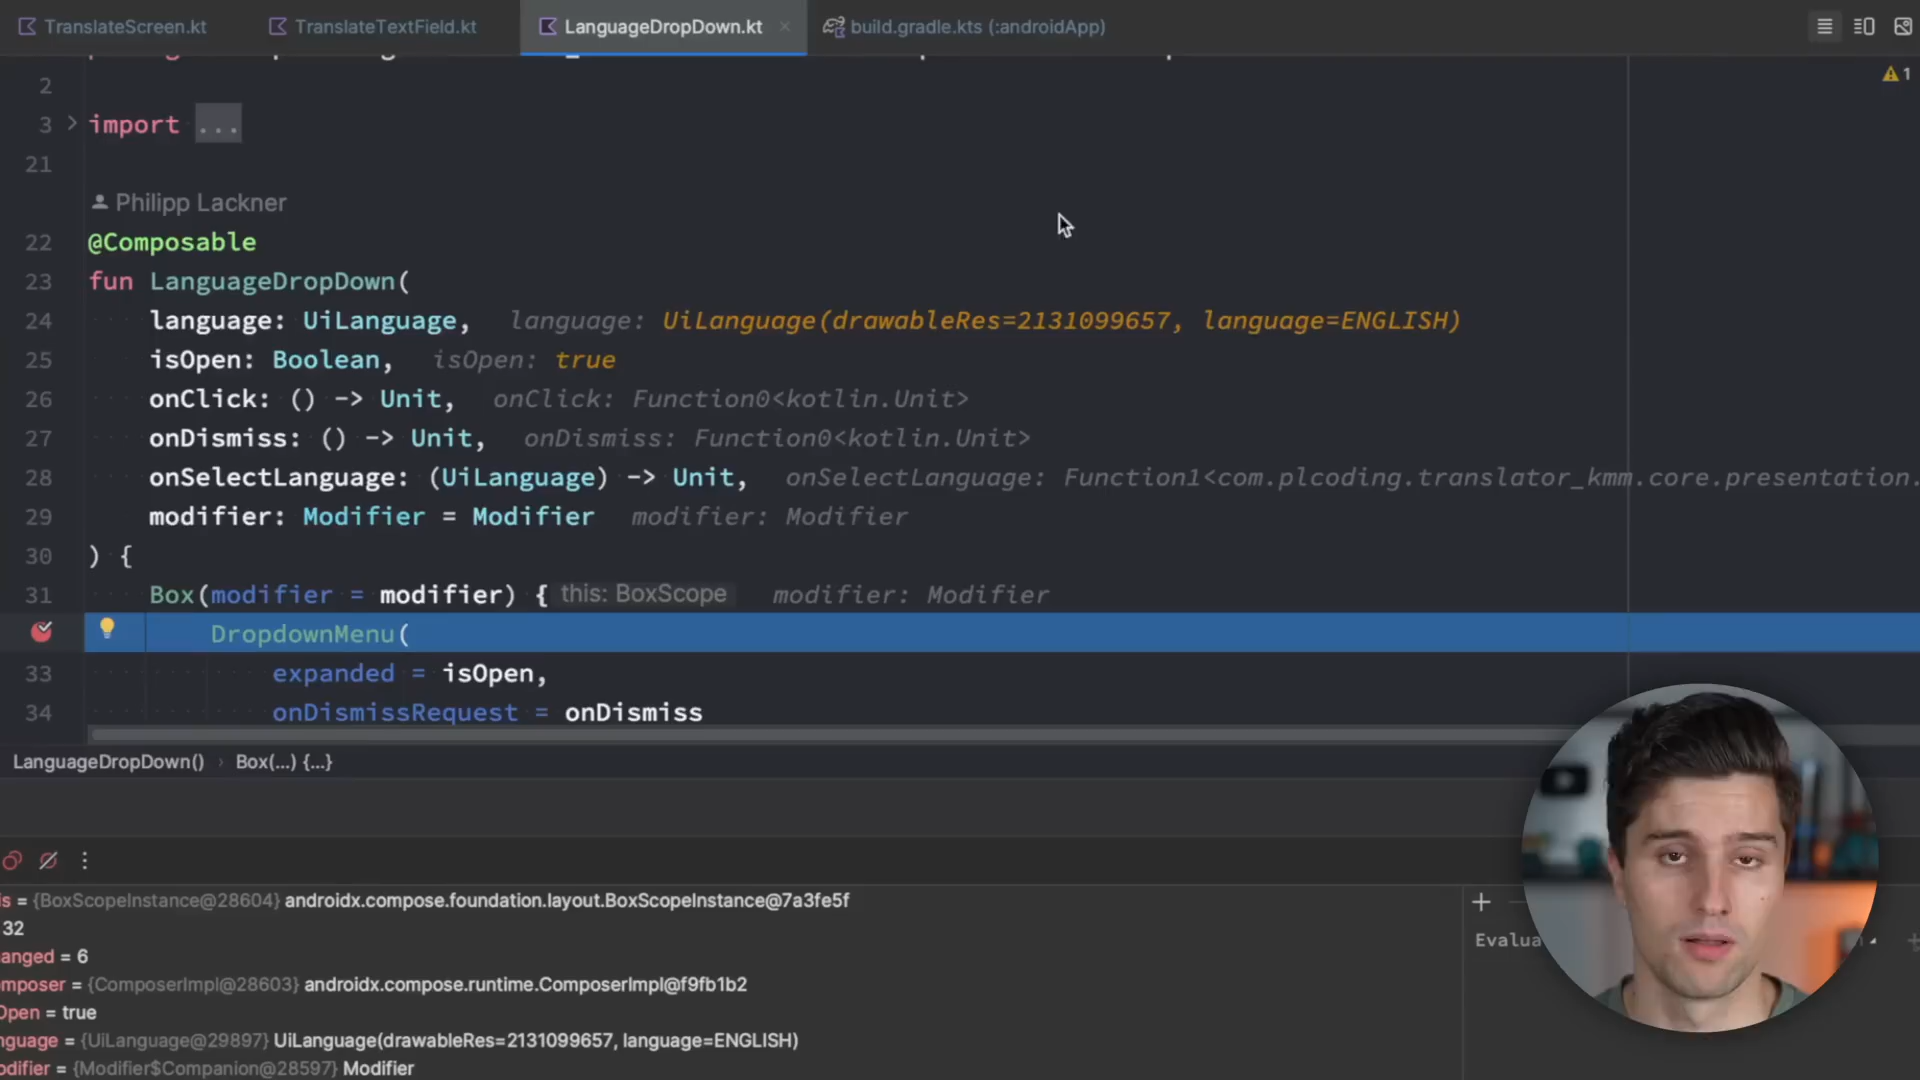 TranslateScreen.kt
TranslateTextField.kt
LanguageDropDown.kt
build.gradle.kts (:androidApp)
1
2
3 import ...
21
Philipp Lackner
22 @Composable
23 fun LanguageDropDown(
24 language: UiLanguage, language: UiLanguage(drawableRes=2131099657, language=ENGLISH)
25 isOpen: Boolean, isOpen: true
26 onClick: () -> Unit, onClick: Function0<kotlin.Unit>
27 onDismiss: () -> Unit, onDismiss: Function0<kotlin.Unit>
28 onSelectLanguage: (UiLanguage) -> Unit, onSelectLanguage: Function1<com.plcoding.translator_kmm.core.presentation.
29 modifier: Modifier = Modifier modifier: Modifier
30 ) {
31 Box(modifier = modifier) { this: BoxScope modifier: Modifier
DropdownMenu(
33 expanded = isOpen,
34 onDismissRequest = onDismiss
LanguageDropDown() › Box(...) {...}
is = {BoxScopeInstance@28604} androidx.compose.foundation.layout.BoxScopeInstance@7a3fe5f
32
anged = 6
mposer = {ComposerImpl@28603} androidx.compose.runtime.ComposerImpl@f9fb1b2
Open = true
nguage = {UiLanguage@29897} UiLanguage(drawableRes=2131099657, language=ENGLISH)
odifier = {Modifier$Companion@28597} Modifier
Evalua